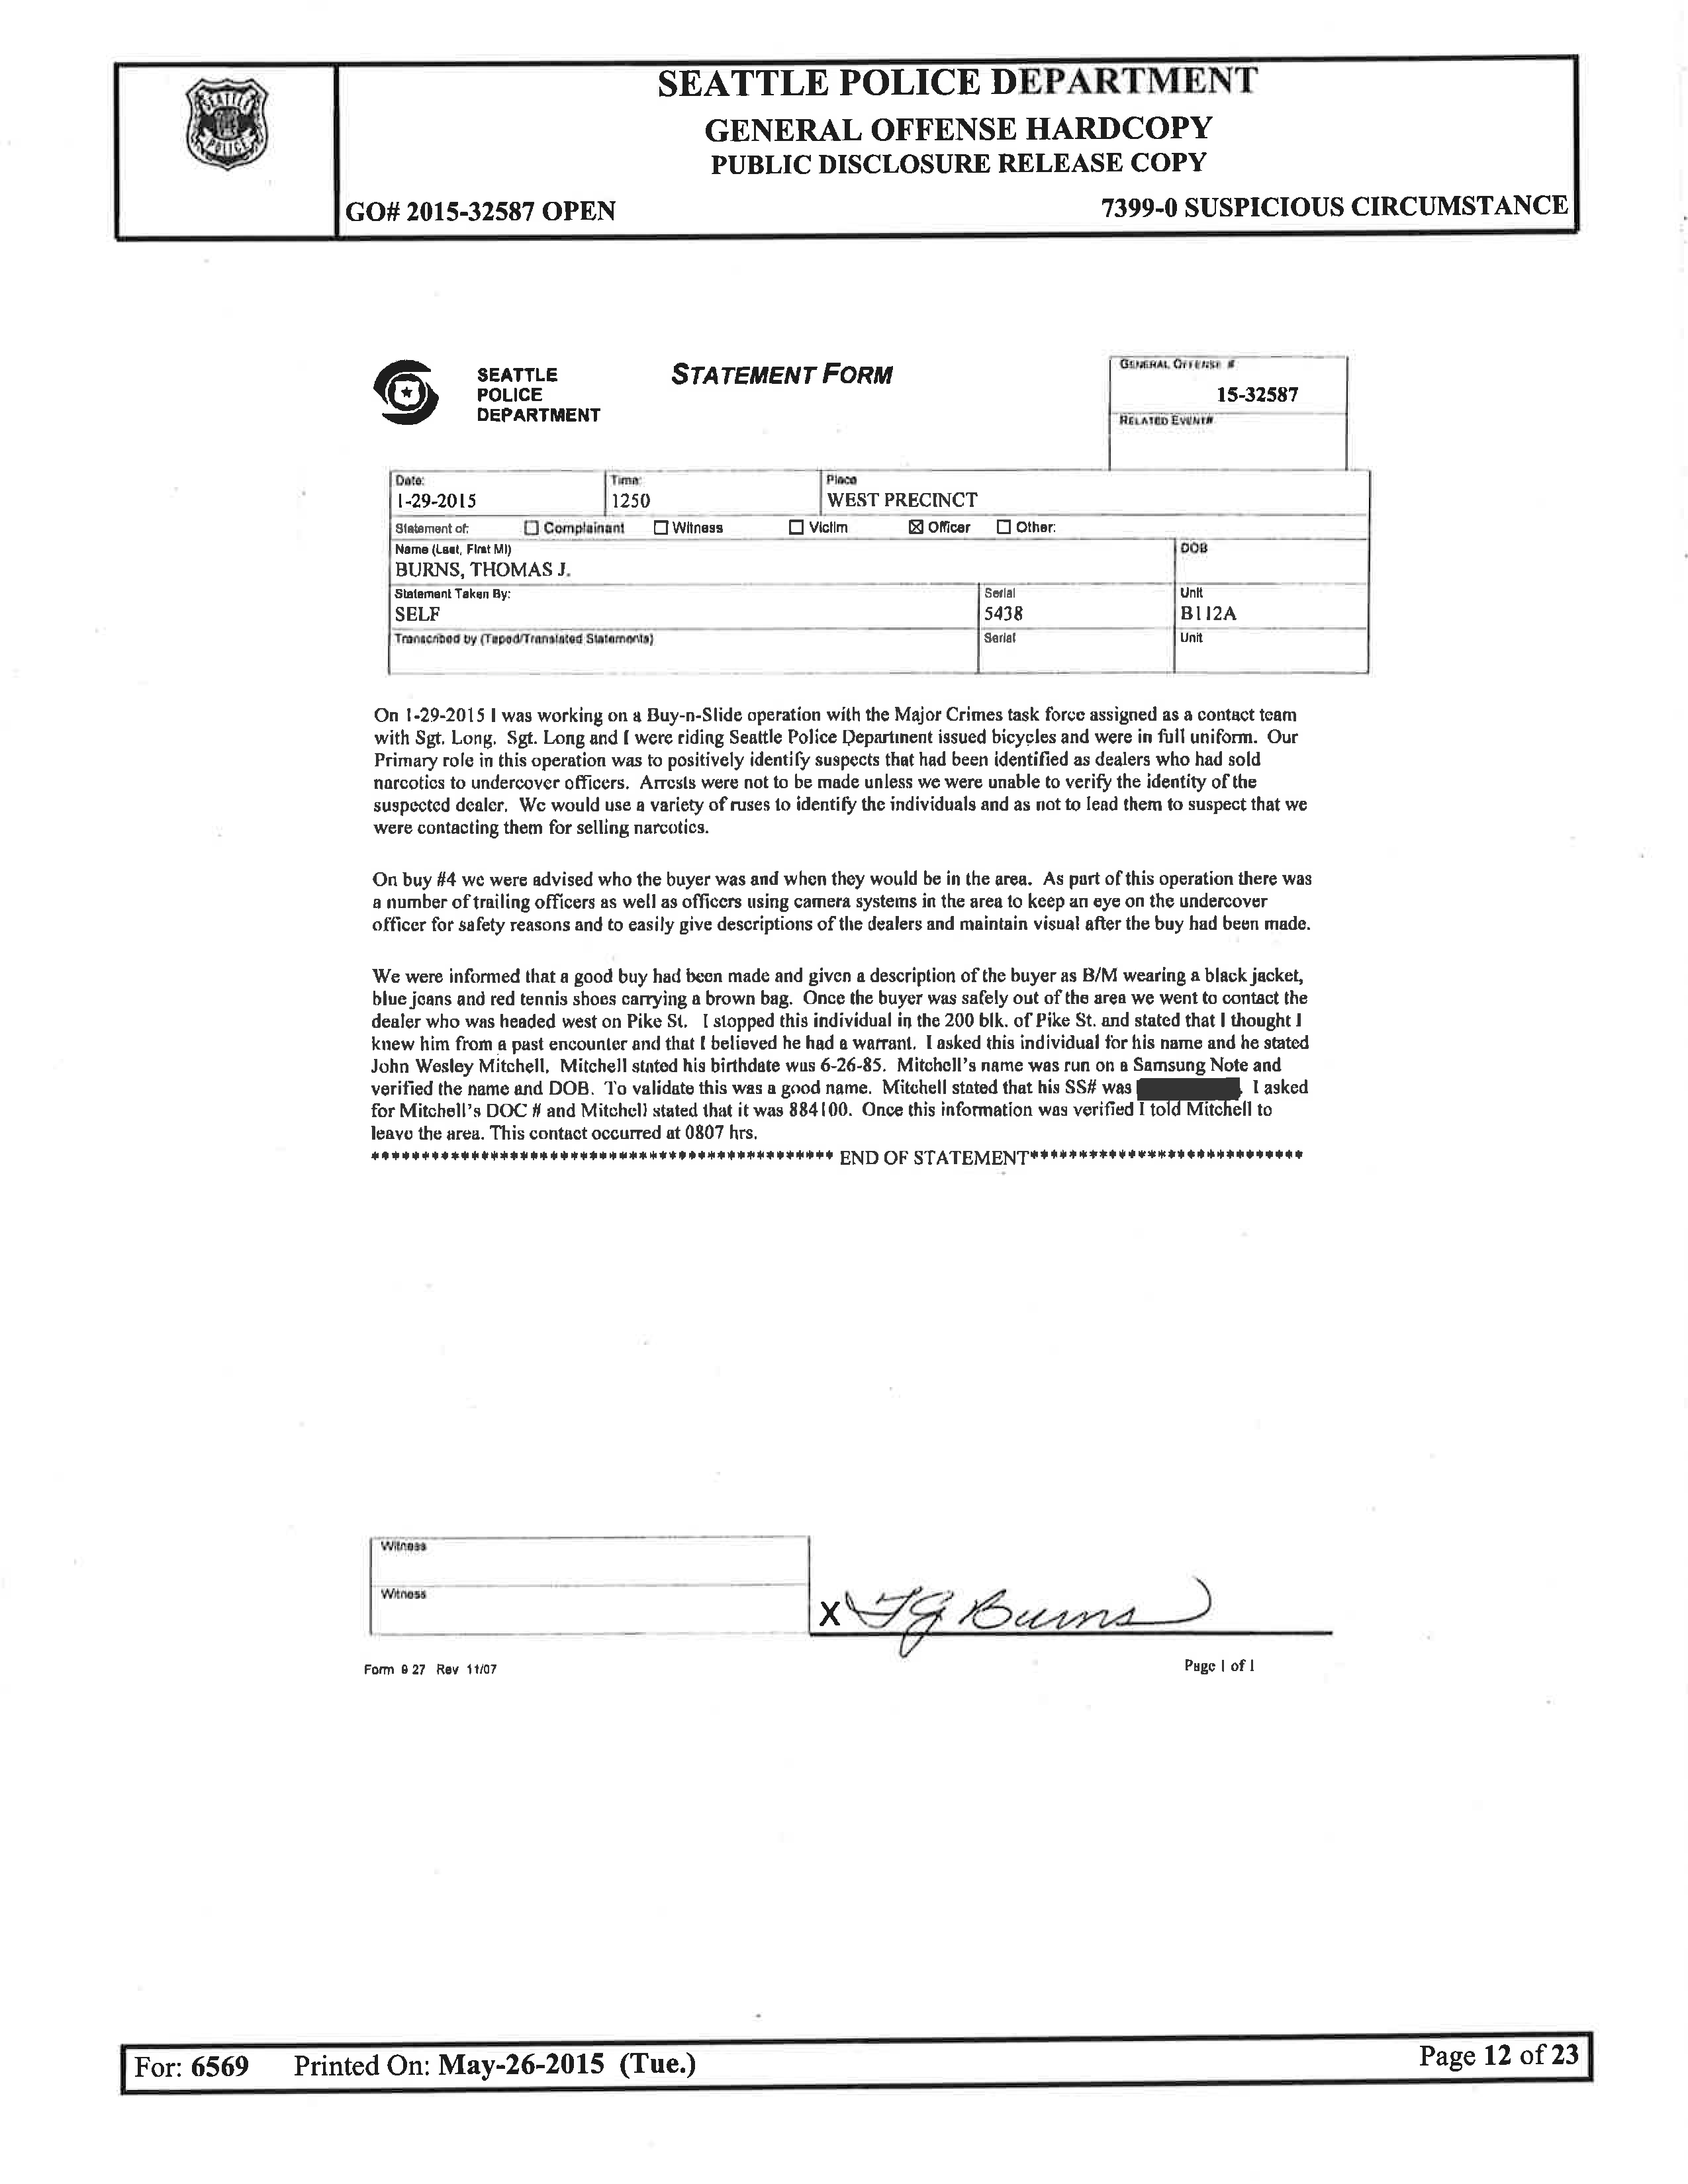 SEATTLE POLICE
SEATTLE POLICE DEPARTMENT
GENERAL OFFENSE HARDCOPY
PUBLIC DISCLOSURE RELEASE COPY
GO# 2015-32587 OPEN 7399-0 SUSPICIOUS CIRCUMSTANCE
SEATTLE
POLICE
DEPARTMENT
STATEMENT FORM
GENERAL OFFENSE #
15-32587
RELATED EVENT#
Date: Time: Place
1-29-2015 1250 WEST PRECINCT
Statement of: Complainant Witness Victim Officer Other:
Name (Last, First MI) DOB
BURNS, THOMAS J.
Statement Taken By: Serial Unit
SELF 5438 B112A
Transcribed by (Taped/Translated Statements) Serial Unit
On 1-29-2015 I was working on a Buy-n-Slide operation with the Major Crimes task force assigned as a contact team
with Sgt. Long. Sgt. Long and I were riding Seattle Police Department issued bicycles and were in full uniform. Our
Primary role in this operation was to positively identify suspects that had been identified as dealers who had sold
narcotics to undercover officers. Arrests were not to be made unless we were unable to verify the identity of the
suspected dealer. We would use a variety of ruses to identify the individuals and as not to lead them to suspect that we
were contacting them for selling narcotics.
On buy #4 we were advised who the buyer was and when they would be in the area. As part of this operation there was
a number of trailing officers as well as officers using camera systems in the area to keep an eye on the undercover
officer for safety reasons and to easily give descriptions of the dealers and maintain visual after the buy had been made.
We were informed that a good buy had been made and given a description of the buyer as B/M wearing a black jacket,
blue jeans and red tennis shoes carrying a brown bag. Once the buyer was safely out of the area we went to contact the
dealer who was headed west on Pike St. I stopped this individual in the 200 blk. of Pike St. and stated that I thought I
knew him from a past encounter and that I believed he had a warrant. I asked this individual for his name and he stated
John Wesley Mitchell. Mitchell stated his birthdate was 6-26-85. Mitchell's name was run on a Samsung Note and
verified the name and DOB. To validate this was a good name. Mitchell stated that his SS# was I asked
for Mitchell's DOC # and Mitchell stated that it was 884100. Once this information was verified I told Mitchell to
leave the area. This contact occurred at 0807 hrs.
*********************************************** END OF STATEMENT****************************
Witness
Witness
X TJ Burns
Form 9 27 Rev 11/07 Page 1 of 1
For: 6569 Printed On: May-26-2015 (Tue.) Page 12 of 23